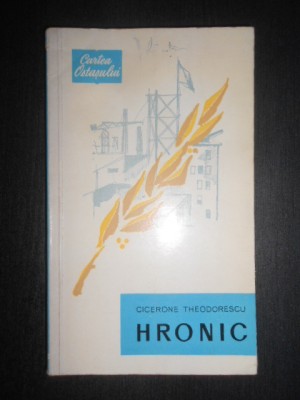 Cartea
Ostașului
CICERONE THEODORESCU
HRONIC